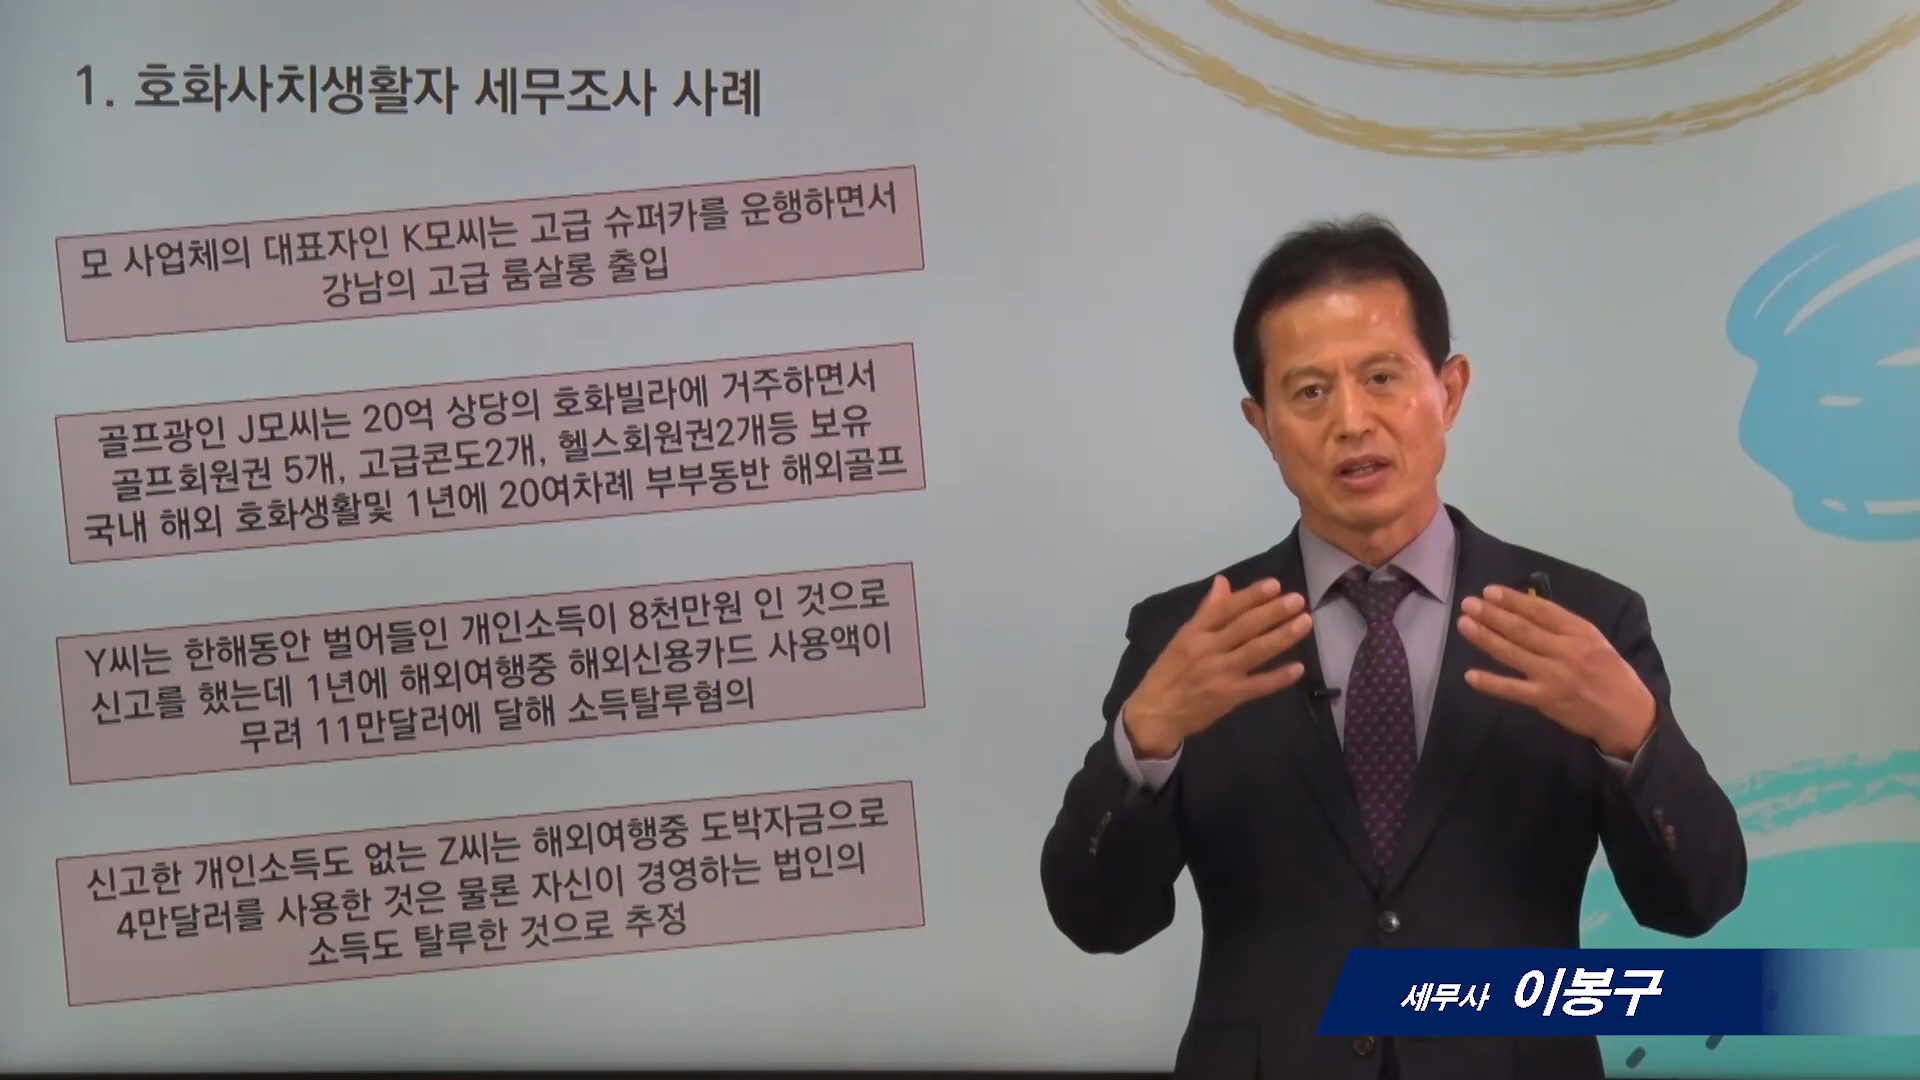 1. 호화사치생활자 세무조사 사례
모 사업체의 대표자인 K모씨는 고급 슈퍼카를 운행하면서
강남의 고급 룸살롱 출입
골프광인 J모씨는 20억 상당의 호화빌라에 거주하면서
골프회원권 5개, 고급콘도2개, 헬스회원권2개등 보유
국내 해외 호화생활및 1년에 20여차례 부부동반 해외골프
Y씨는 한해동안 벌어들인 개인소득이 8천만원 인 것으로
신고를 했는데 1년에 해외여행중 해외신용카드 사용액이
무려 11만달러에 달해 소득탈루혐의
신고한 개인소득도 없는 Z씨는 해외여행중 도박자금으로
4만달러를 사용한 것은 물론 자신이 경영하는 법인의
소득도 탈루한 것으로 추정
세무사 이봉구